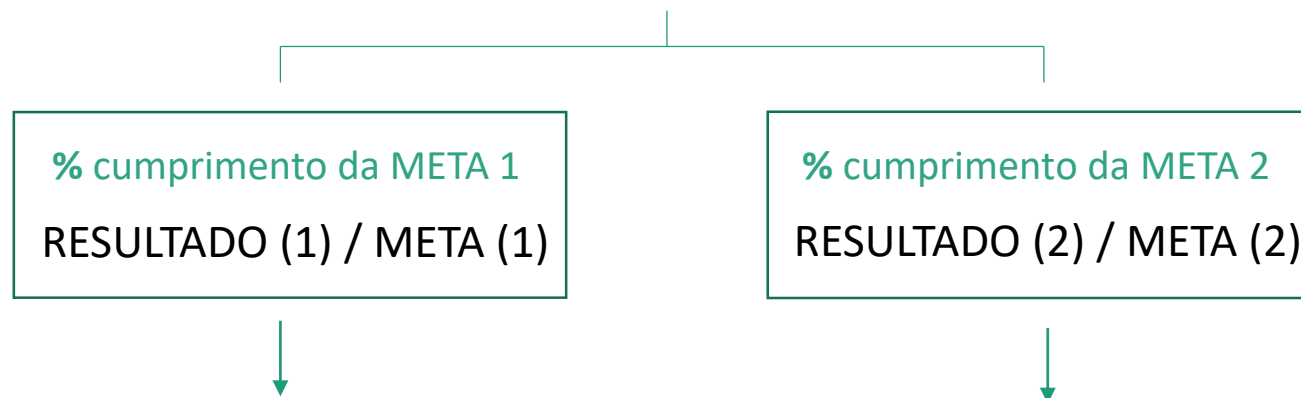 % cumprimento da META 1
RESULTADO (1) / META (1)
% cumprimento da META 2
RESULTADO (2) / META (2)